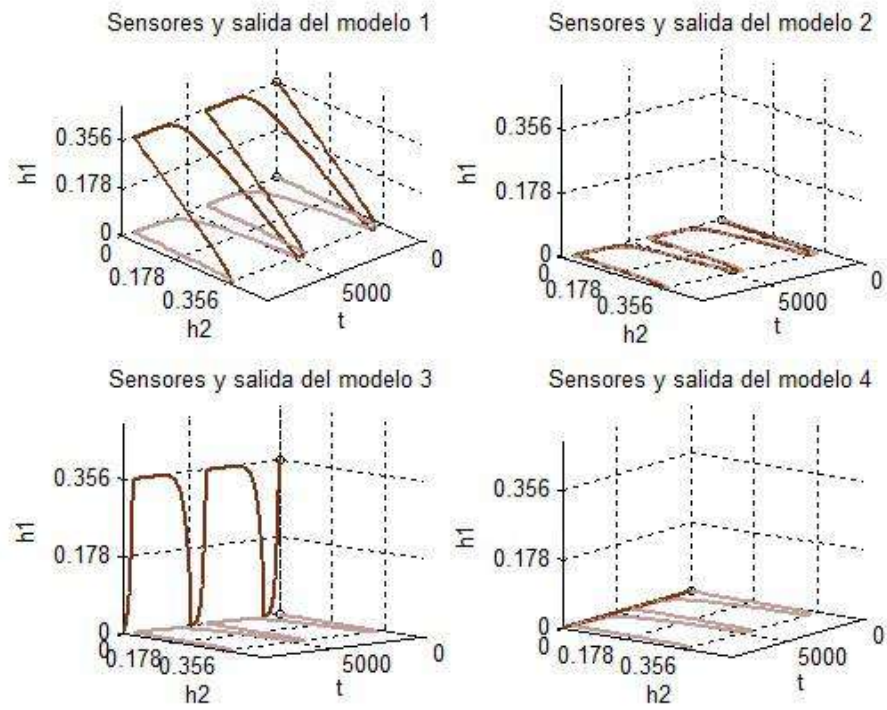 Sensores y salida del modelo 1
0.356
0.178
0
h1
0
0.178
0.356
h2
5000
0
t
Sensores y salida del modelo 2
0.356
0.178
0
h1
0
0.178
0.356
h2
5000
0
t
Sensores y salida del modelo 3
0.356
0.178
0
h1
0
0.178
0.356
h2
5000
0
t
Sensores y salida del modelo 4
0.356
0.178
0
h1
0
0.178
0.356
h2
5000
0
t